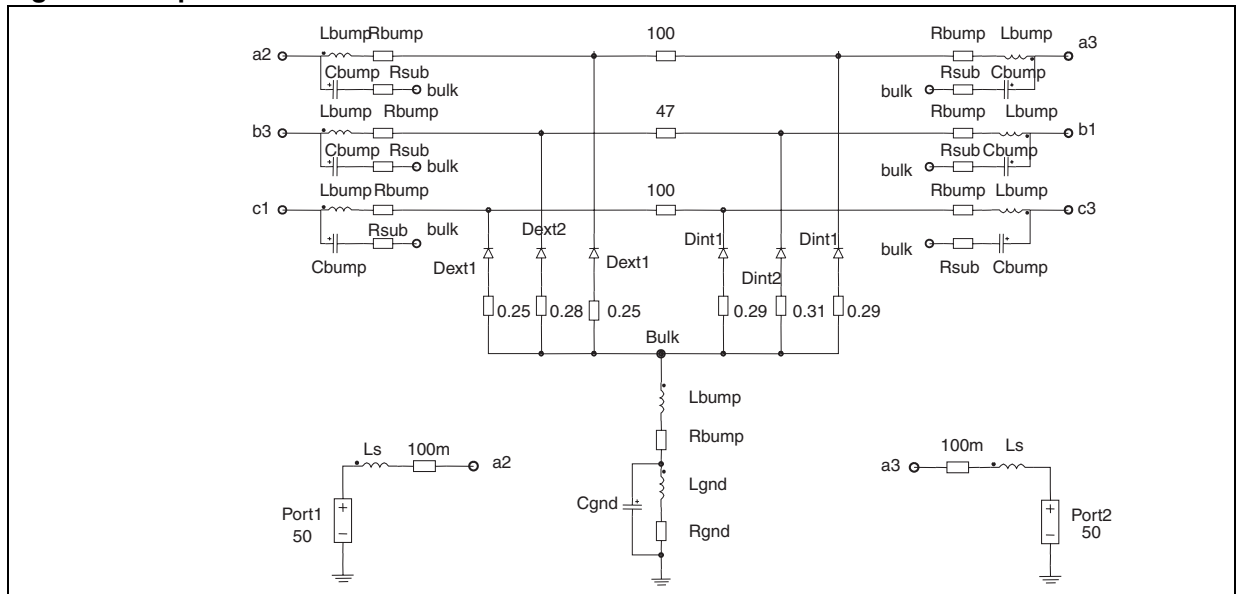 Lbump Rbump 100 Rbump Lbump
a2 a3
Cbump Rsub Rsub Cbump
bulk bulk
Lbump Rbump 47 Rbump Lbump
b3 b1
Cbump Rsub Rsub Cbump
bulk bulk
Lbump Rbump 100 Rbump Lbump
c1 c3
Rsub bulk Dext2 Dint1 Dint1 bulk
Cbump Dext1 Dext1 Dint2 Rsub Cbump
0.25 0.28 0.25 0.29 0.31 0.29
Bulk
Lbump
Rbump
Ls 100m a2 a3 100m Ls
Lgnd
Cgnd
Port1 Rgnd Port2
50 50